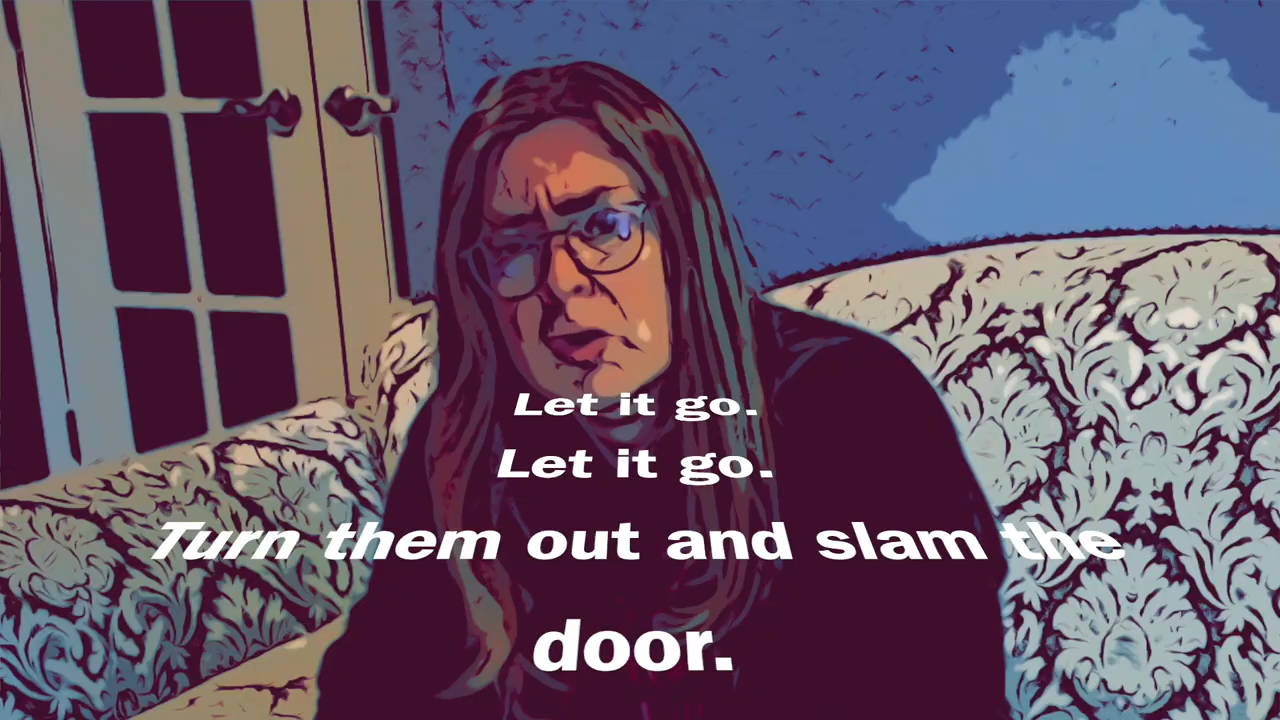 Let it go.
Let it go.
Turn them out and slam the
door.